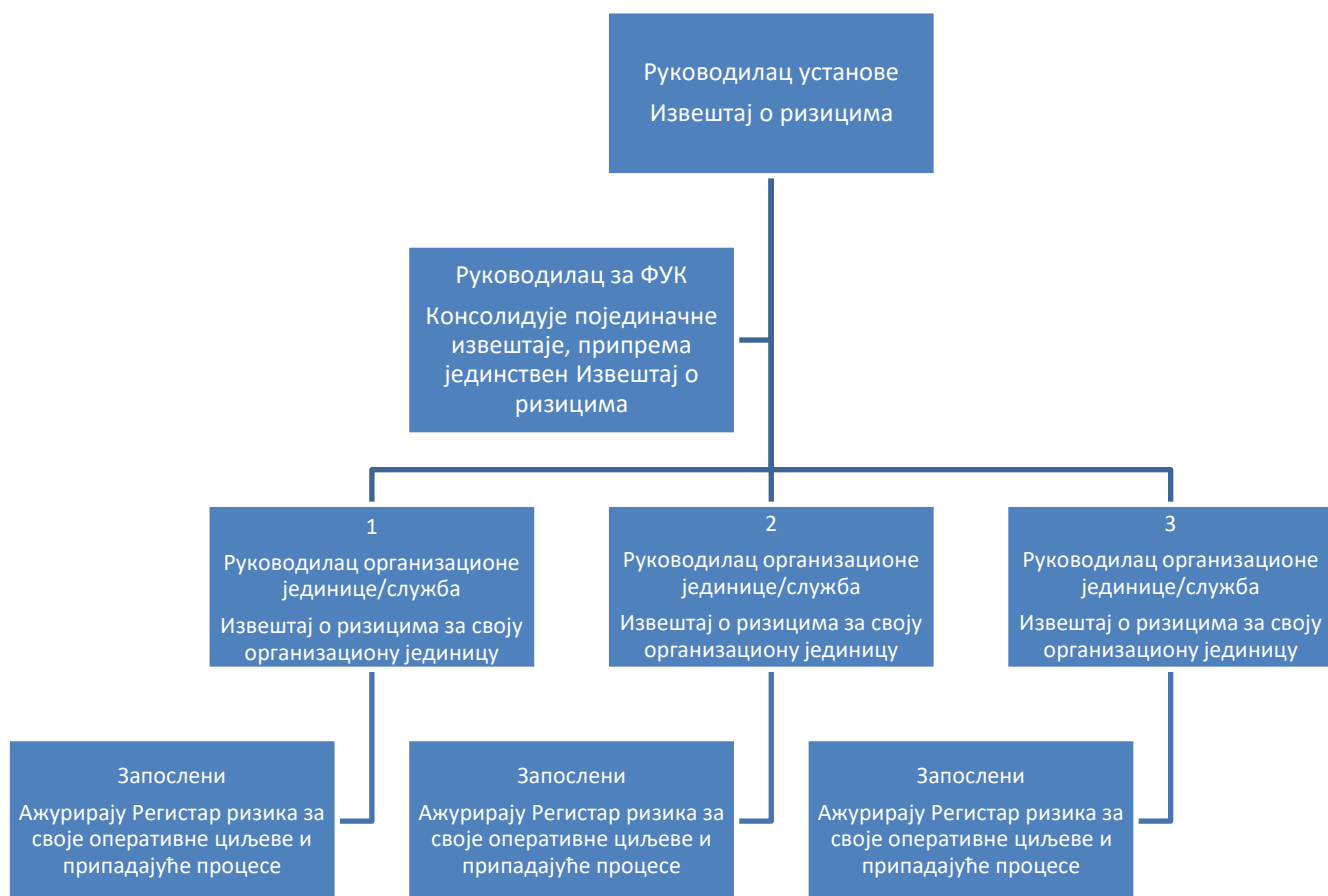 Руководилац установе
Извештај о ризицима
Руководилац за ФУК
Консолидује појединачне
извештаје, припрема
јединствен Извештај о
ризицима
1
Руководилац организационе
јединице/служба
Извештај о ризицима за своју
организациону јединицу
2
Руководилац организационе
јединице/служба
Извештај о ризицима за своју
организациону јединицу
3
Руководилац организационе
јединице/служба
Извештај о ризицима за своју
организациону јединицу
Запослени
Ажурирају Регистар ризика за
своје оперативне циљеве и
припадајуће процесе
Запослени
Ажурирају Регистар ризика за
своје оперативне циљеве и
припадајуће процесе
Запослени
Ажурирају Регистар ризика за
своје оперативне циљеве и
припадајуће процесе